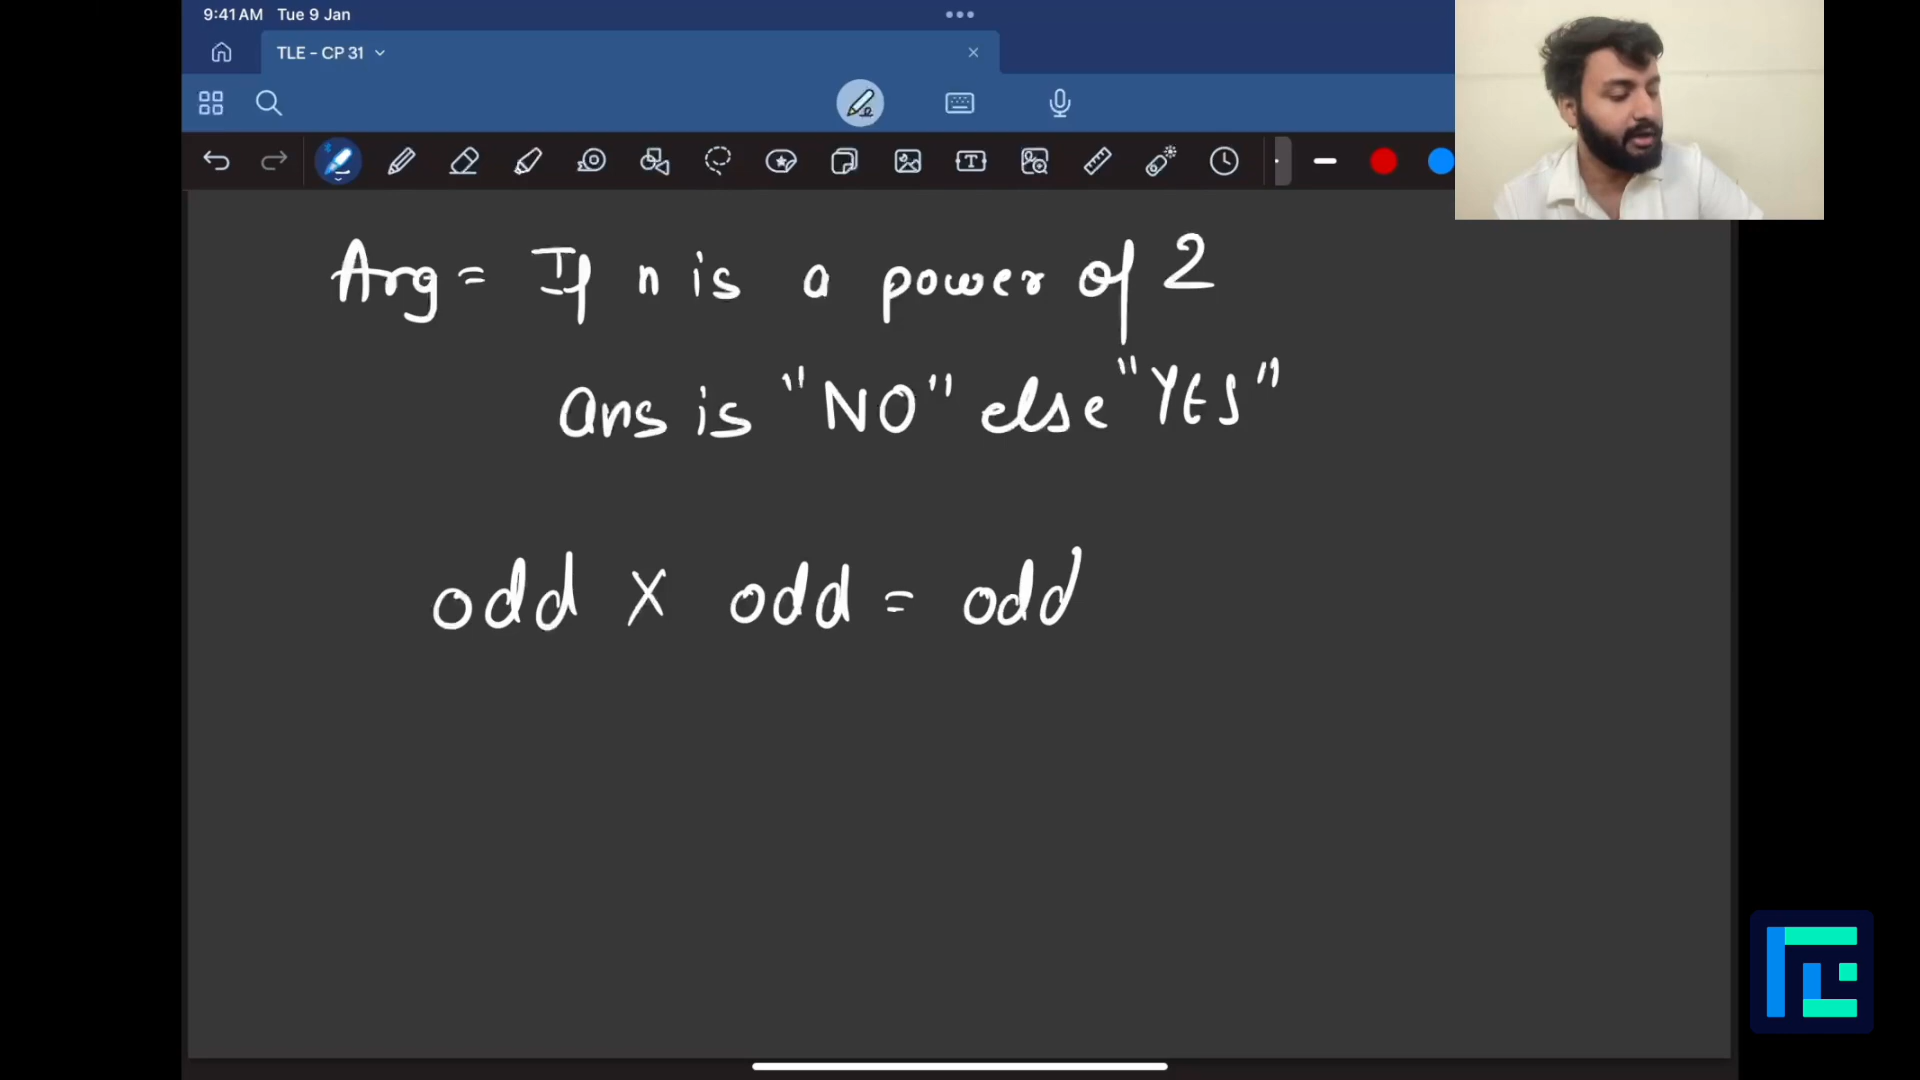 9:41 AM Tue 9 Jan
TLE - CP 31
Arg = If n is a power of 2
Ans is "NO" else "YES"
odd X odd = odd